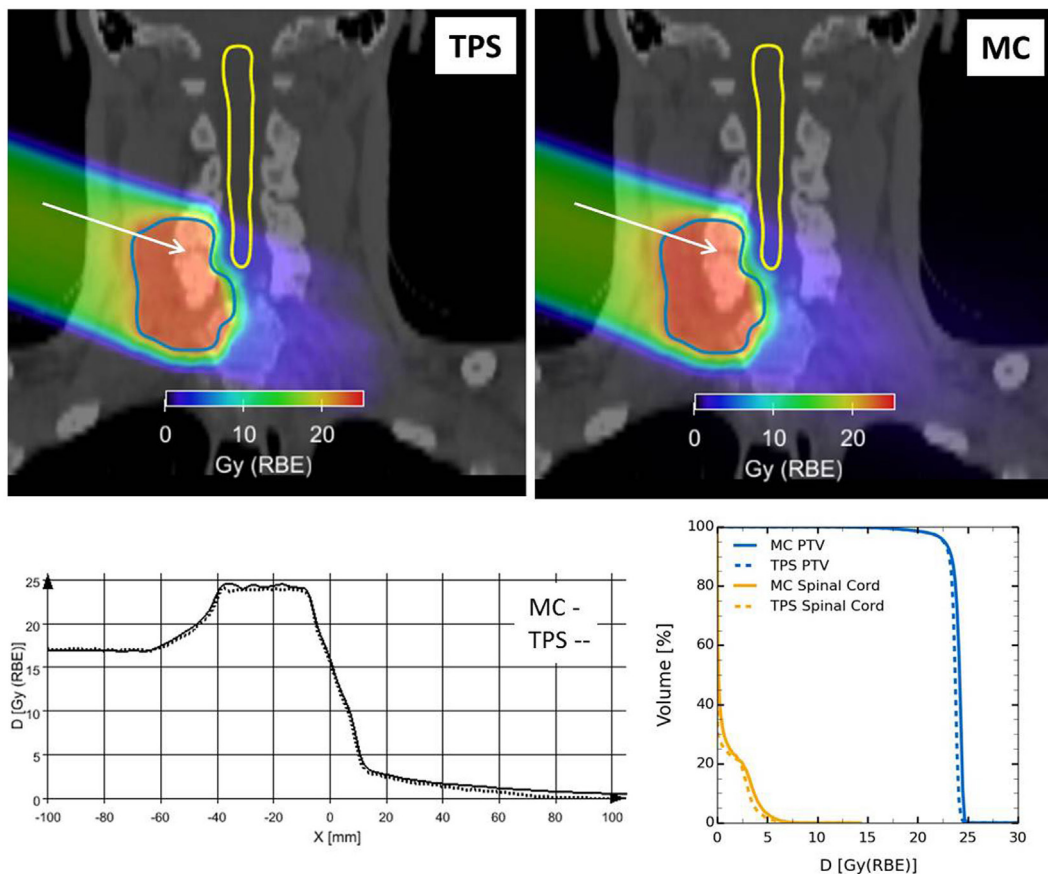 TPS
MC
0 10 20
Gy (RBE)
0 10 20
Gy (RBE)
D [Gy (RBE)]
25
20
15
10
5
0
MC -
TPS --
-100 -80 -60 -40 -20 0 20 40 60 80 100
X [mm]
Volume [%]
100
80
60
40
20
0
MC PTV
TPS PTV
MC Spinal Cord
TPS Spinal Cord
0 5 10 15 20 25 30
D [Gy(RBE)]